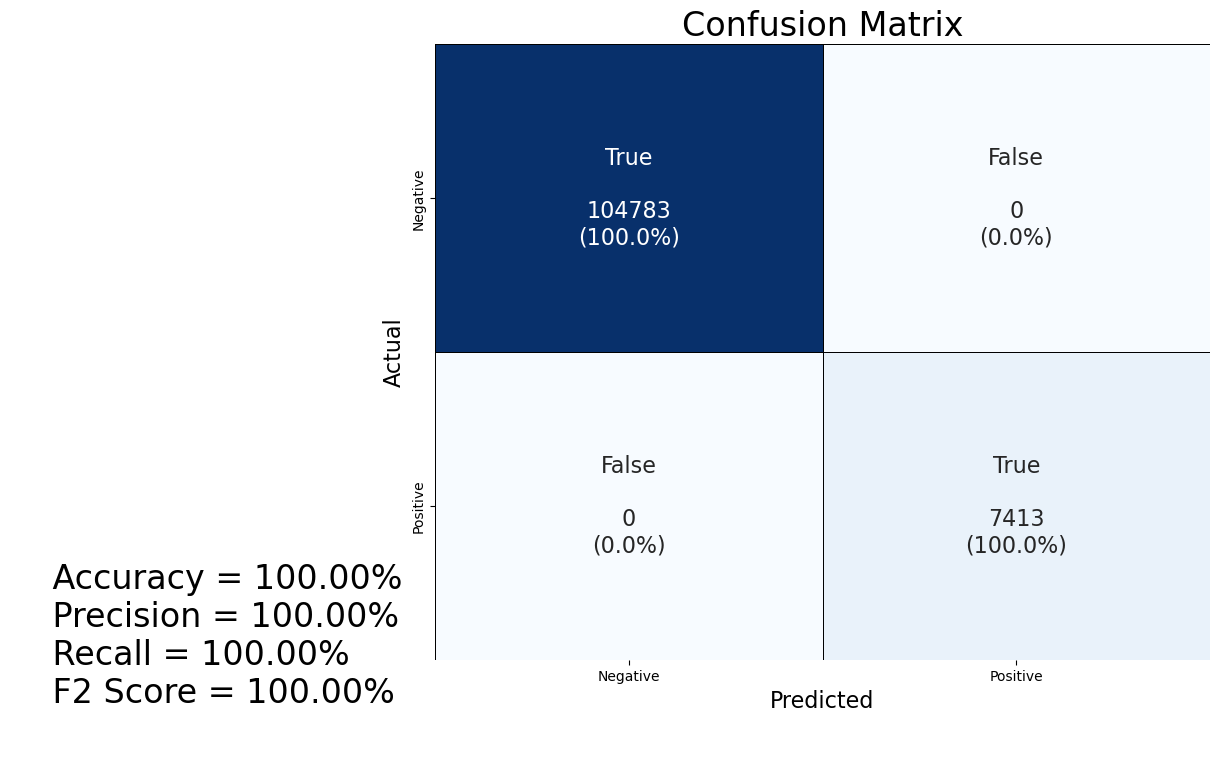 Confusion Matrix
True
104783
(100.0%)
False
0
(0.0%)
False
0
(0.0%)
True
7413
(100.0%)
Negative
Positive
Actual
Negative
Positive
Predicted
Accuracy = 100.00%
Precision = 100.00%
Recall = 100.00%
F2 Score = 100.00%